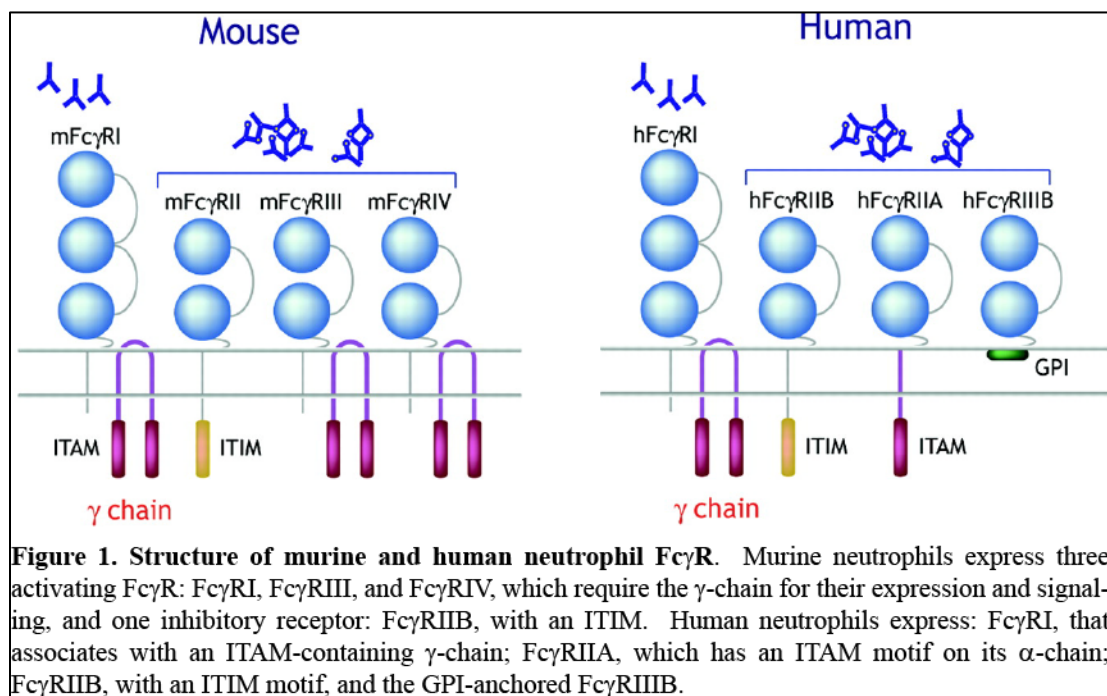 Mouse
Human
mFcγRI
mFcγRII mFcγRIII mFcγRIV
ITAM
ITIM
γ chain
hFcγRI
hFcγRIIB hFcγRIIA hFcγRIIIB
GPI
ITIM
ITAM
γ chain
Figure 1. Structure of murine and human neutrophil FcγR. Murine neutrophils express three
activating FcγR: FcγRI, FcγRIII, and FcγRIV, which require the γ-chain for their expression and signal-
ing, and one inhibitory receptor: FcγRIIB, with an ITIM. Human neutrophils express: FcγRI, that
associates with an ITAM-containing γ-chain; FcγRIIA, which has an ITAM motif on its α-chain;
FcγRIIB, with an ITIM motif, and the GPI-anchored FcγRIIIB.